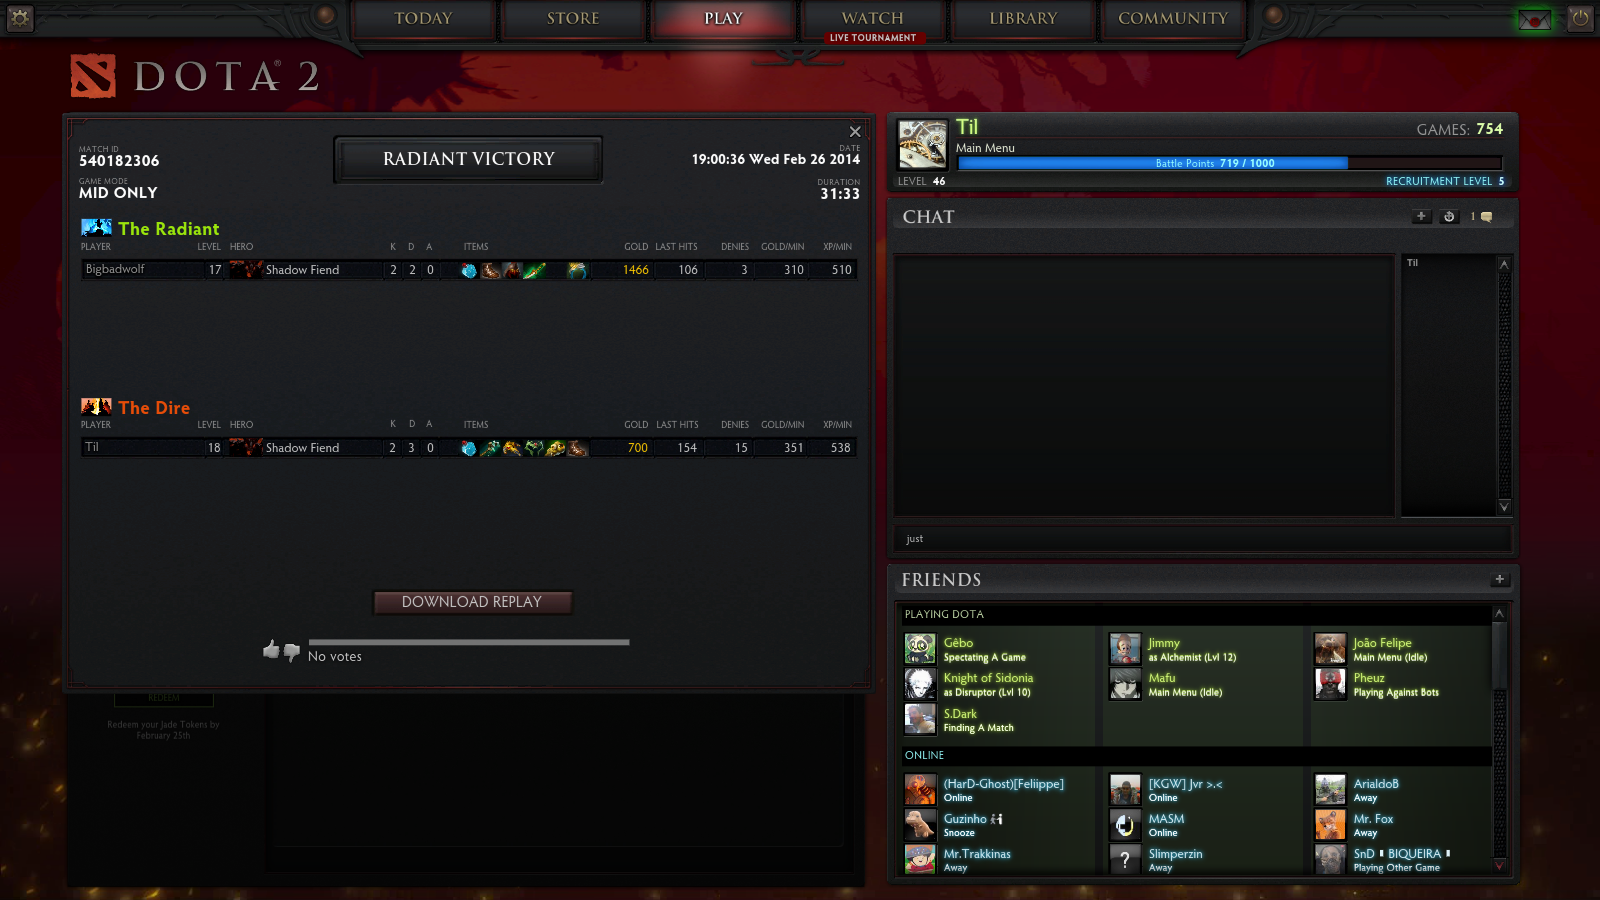 TODAY STORE PLAY WATCH LIBRARY COMMUNITY
LIVE TOURNAMENT
DOTA 2
MATCH ID
540182306
GAME MODE
MID ONLY
RADIANT VICTORY
DATE
19:00:36 Wed Feb 26 2014
DURATION
31:33
The Radiant
PLAYER LEVEL HERO K D A ITEMS GOLD LAST HITS DENIES GOLD/MIN XP/MIN
Bigbadwolf 17 Shadow Fiend 2 2 0 1466 106 3 310 510
The Dire
PLAYER LEVEL HERO K D A ITEMS GOLD LAST HITS DENIES GOLD/MIN XP/MIN
Til 18 Shadow Fiend 2 3 0 700 154 15 351 538
DOWNLOAD REPLAY
No votes
REDEEM
Redeem your Jade Tokens by
February 25th
Til
GAMES: 754
Main Menu
Battle Points 719 / 1000
LEVEL 46
RECRUITMENT LEVEL 5
CHAT
1
Til
just
FRIENDS
PLAYING DOTA
Gêbo
Spectating A Game
Jimmy
as Alchemist (Lvl 12)
João Felipe
Main Menu (Idle)
Knight of Sidonia
as Disruptor (Lvl 10)
Mafu
Main Menu (Idle)
Pheuz
Playing Against Bots
S.Dark
Finding A Match
ONLINE
(HarD-Ghost)[Feliippe]
Online
[KGW] Jvr >.<
Online
ArialdoB
Away
Guzinho
Snooze
MASM
Online
Mr. Fox
Away
Mr.Trakkinas
Away
Slimperzin
Away
SnD BIQUEIRA
Playing Other Game